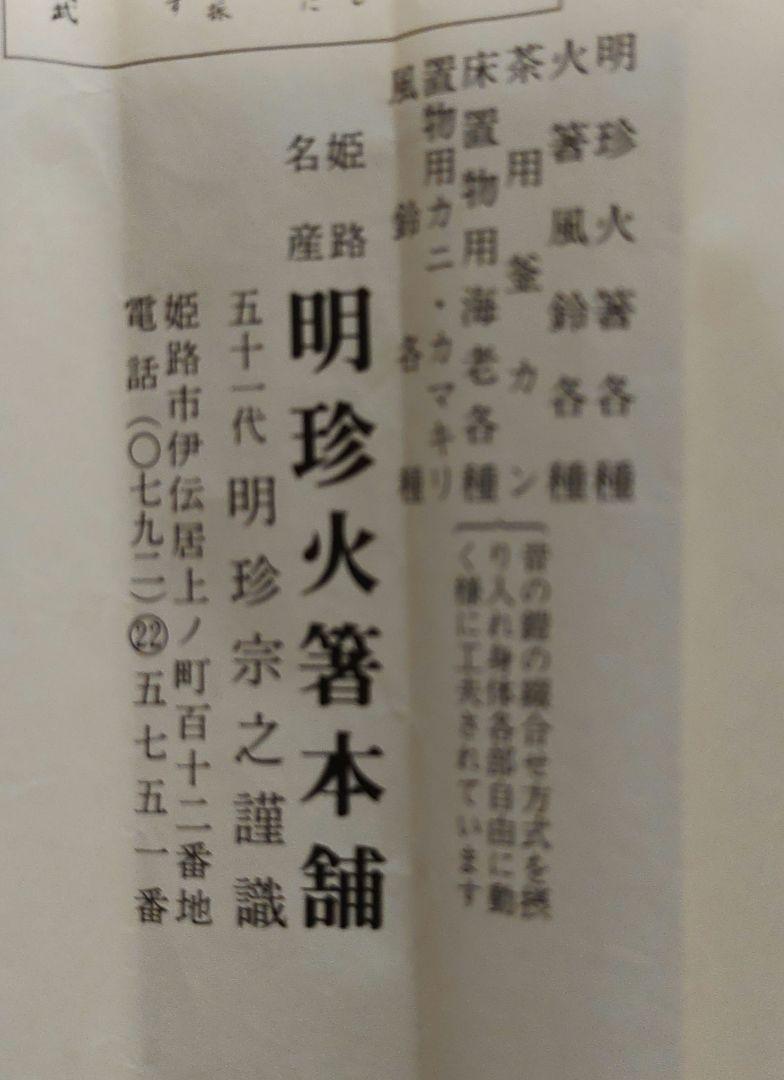 明珍火箸各種
火箸風鈴各種
茶用釜カン
床置物用海老各種
置物用カニ・カマキリ
風鈴各種
昔の鎧の綴合せ方式を
り入れ身体各部自由に動
く様に工夫されています
姫路
名産
明珍火箸本舗
五十一代 明珍宗之謹識
姫路市伊伝居上ノ町百十二番地
電話(〇七九二)㉒五七五一番